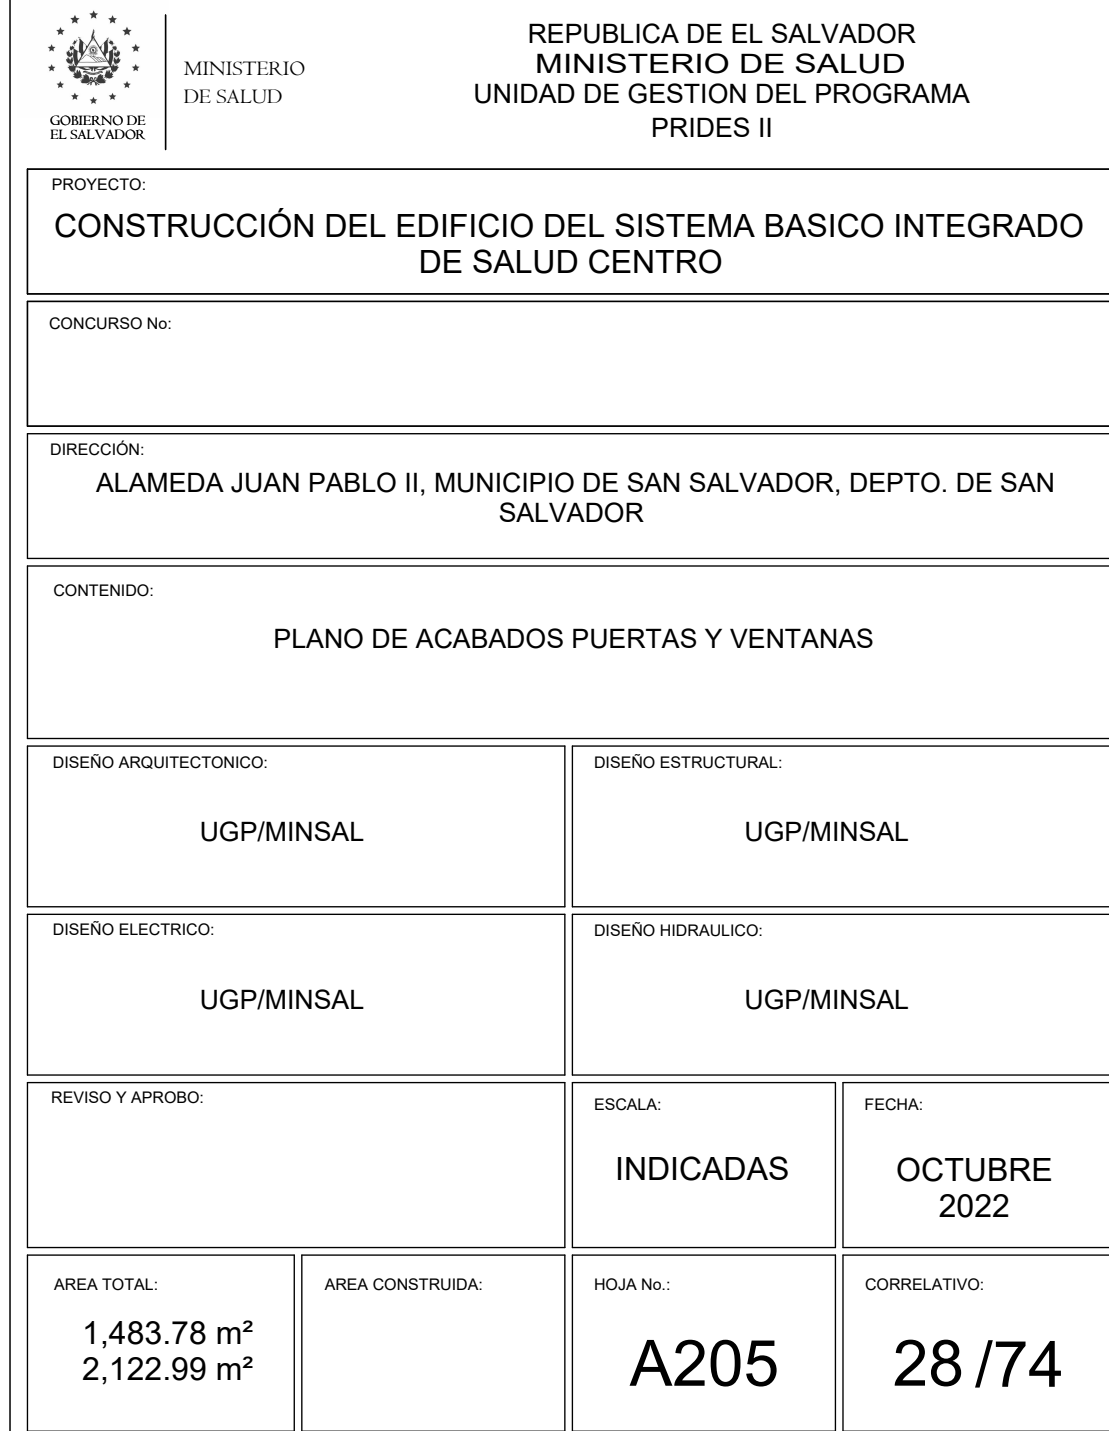 GOBIERNO DE
EL SALVADOR
MINISTERIO
DE SALUD
REPUBLICA DE EL SALVADOR
MINISTERIO DE SALUD
UNIDAD DE GESTION DEL PROGRAMA
PRIDES II
PROYECTO:
CONSTRUCCIÓN DEL EDIFICIO DEL SISTEMA BASICO INTEGRADO
DE SALUD CENTRO
CONCURSO No:
DIRECCIÓN:
ALAMEDA JUAN PABLO II, MUNICIPIO DE SAN SALVADOR, DEPTO. DE SAN
SALVADOR
CONTENIDO:
PLANO DE ACABADOS PUERTAS Y VENTANAS
DISEÑO ARQUITECTONICO:
UGP/MINSAL
DISEÑO ESTRUCTURAL:
UGP/MINSAL
DISEÑO ELECTRICO:
UGP/MINSAL
DISEÑO HIDRAULICO:
UGP/MINSAL
REVISO Y APROBO:
ESCALA:
INDICADAS
FECHA:
OCTUBRE
2022
AREA TOTAL:
1,483.78 m²
2,122.99 m²
AREA CONSTRUIDA:
HOJA No.:
A205
CORRELATIVO:
28 /74